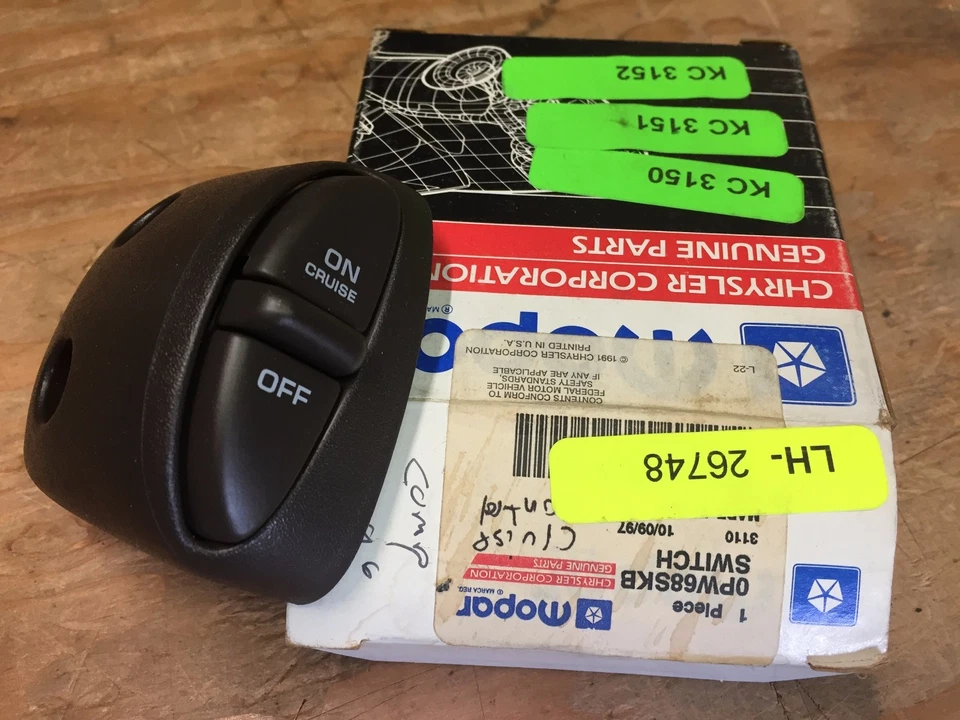 ON
CRUISE
OFF
KC 3152
KC 3151
KC 3150
GENUINE PARTS
CHRYSLER CORPORATION
Mopar
®
L-22
© 1991 CHRYSLER CORPORATION
PRINTED IN U.S.A.
CONTENTS CONFORM TO
FEDERAL MOTOR VEHICLE
SAFETY STANDARDS,
IF ANY ARE APPLICABLE
LH- 26748
mopar
® MARCA REG.
CHRYSLER CORPORATION
GENUINE PARTS
1 Piece
0PW68SKB
SWITCH
3110 10/09/97
Cruise